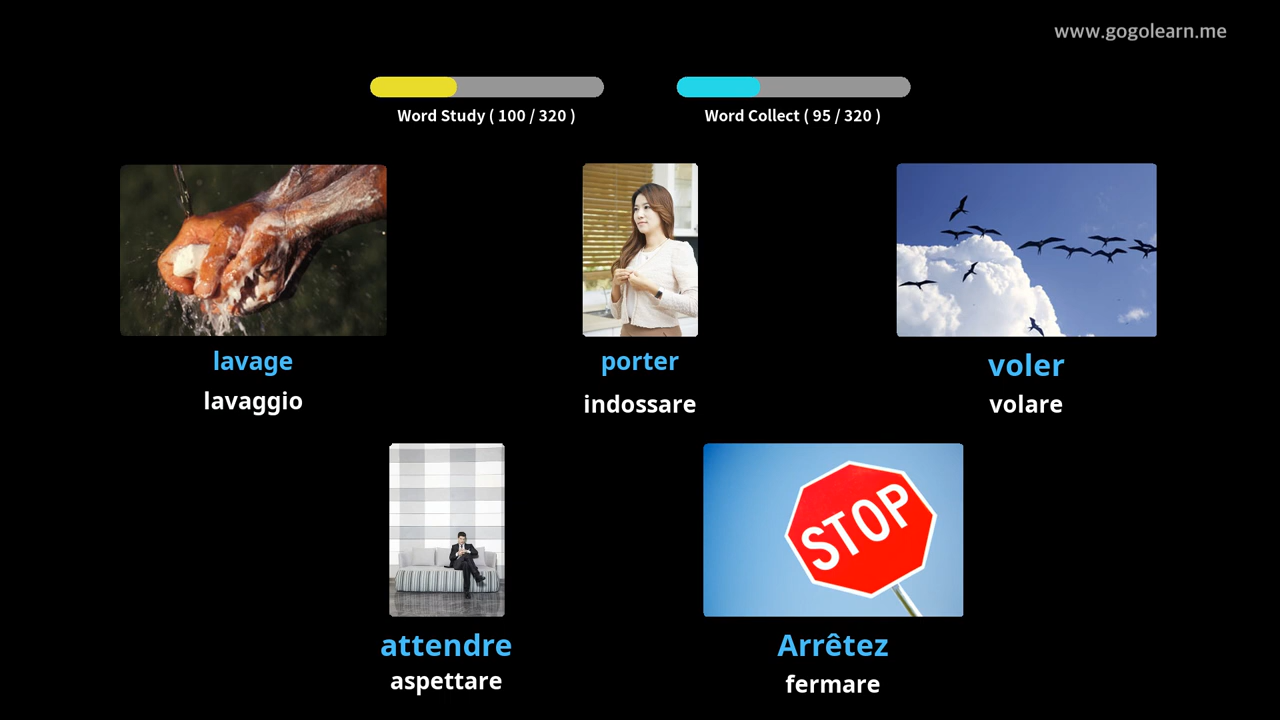 www.gogolearn.me
Word Study ( 100 / 320 )
Word Collect ( 95 / 320 )
lavage
lavaggio
porter
indossare
voler
volare
STOP
attendre
aspettare
Arrêtez
fermare